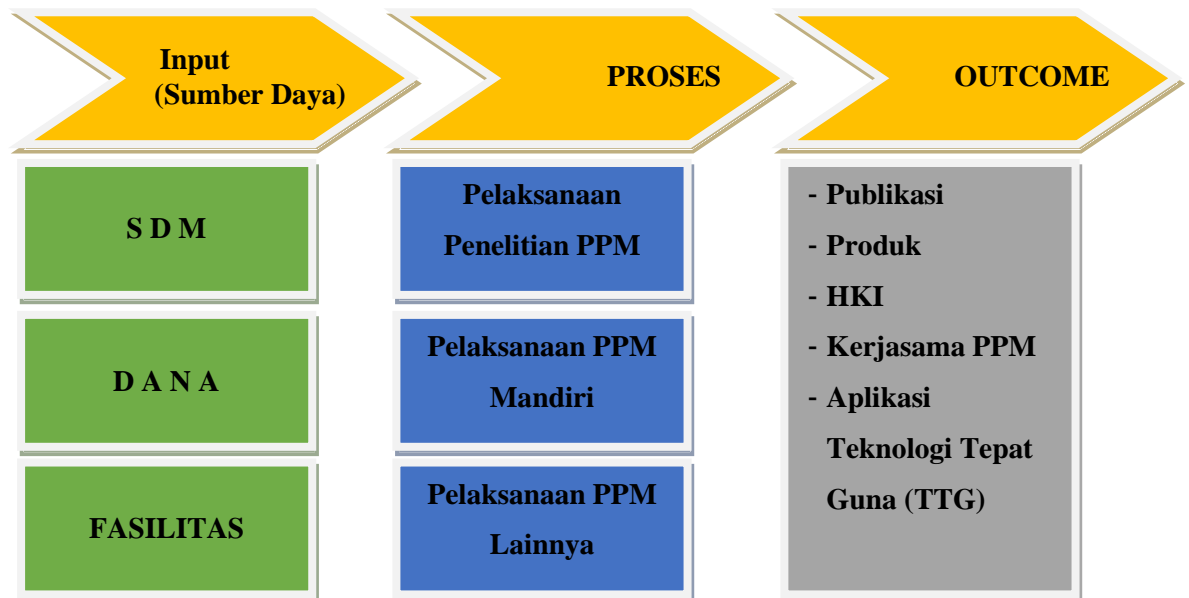 Input
(Sumber Daya)
PROSES
OUTCOME
S D M
D A N A
FASILITAS
Pelaksanaan
Penelitian PPM
Pelaksanaan PPM
Mandiri
Pelaksanaan PPM
Lainnya
- Publikasi
- Produk
- HKI
- Kerjasama PPM
- Aplikasi
Teknologi Tepat
Guna (TTG)